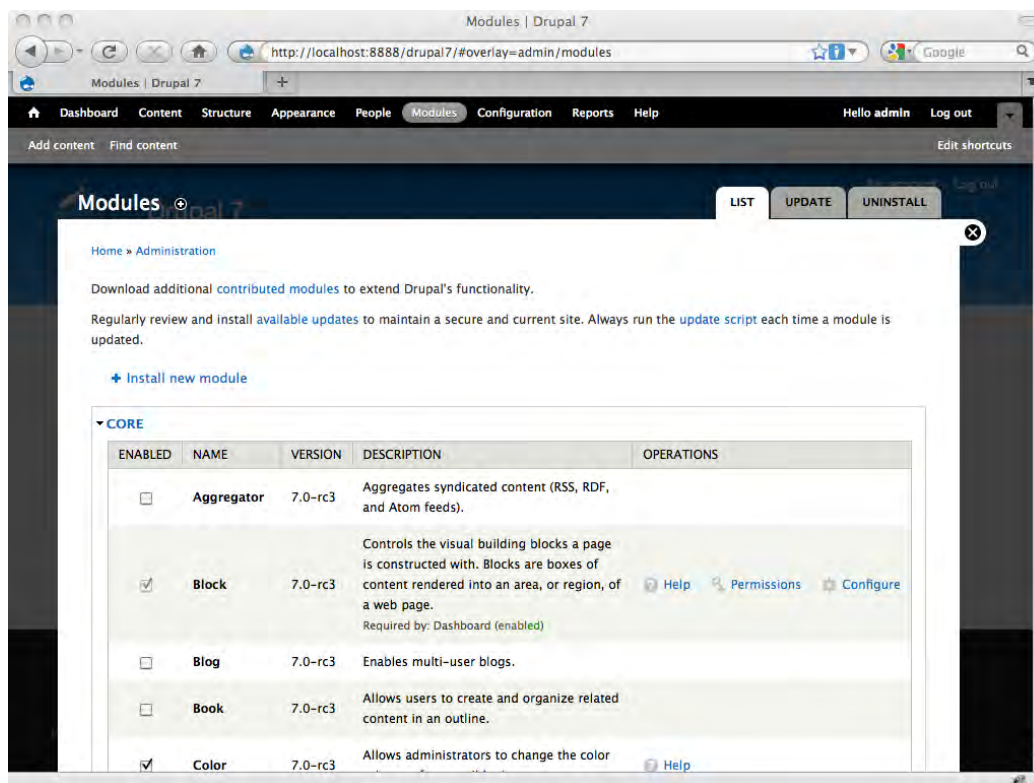 Modules | Drupal 7
http://localhost:8888/drupal7/#overlay=admin/modules
Google
Modules | Drupal 7
Dashboard Content Structure Appearance People Modules Configuration Reports Help Hello admin Log out
Add content Find content Edit shortcuts
Log out
Drupal 7
Modules LIST UPDATE UNINSTALL
Home » Administration
Download additional contributed modules to extend Drupal's functionality.
Regularly review and install available updates to maintain a secure and current site. Always run the update script each time a module is
updated.
+ Install new module
CORE
ENABLED NAME VERSION DESCRIPTION OPERATIONS
Aggregator 7.0-rc3 Aggregates syndicated content (RSS, RDF,
and Atom feeds).
Controls the visual building blocks a page
is constructed with. Blocks are boxes of
Block 7.0-rc3 content rendered into an area, or region, of Help Permissions Configure
a web page.
Required by: Dashboard (enabled)
Blog 7.0-rc3 Enables multi-user blogs.
Book 7.0-rc3 Allows users to create and organize related
content in an outline.
Color 7.0-rc3 Allows administrators to change the color Help